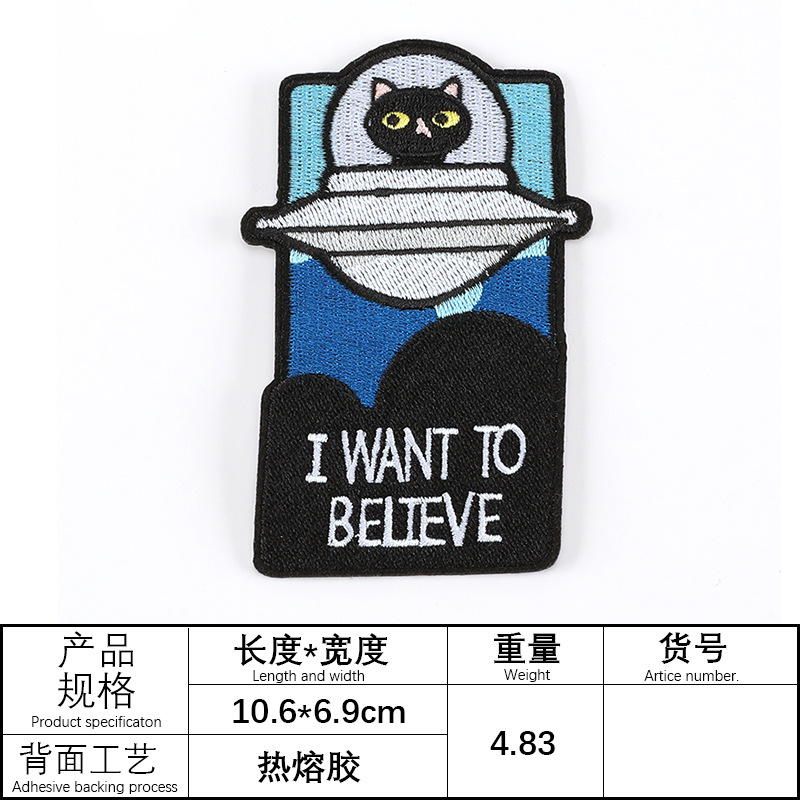 I WANT TO
BELIEVE
产品
规格
Product specificaton
长度*宽度
Length and width
重量
Weight
货号
Artice number.
10.6*6.9cm
4.83
背面工艺
Adhesive backing process
热熔胶